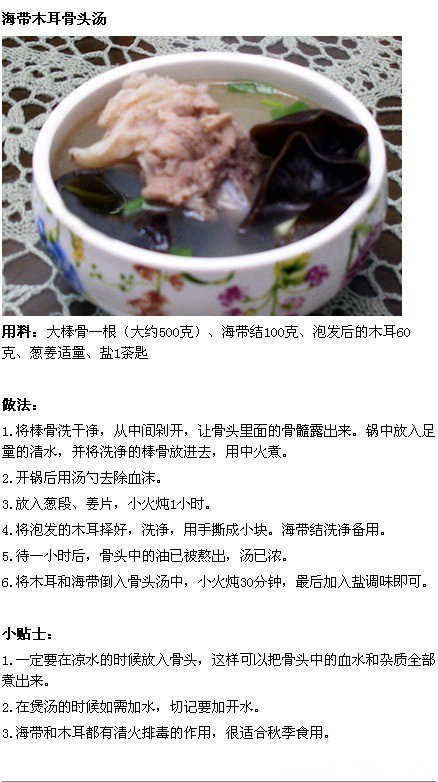 海带木耳骨头汤
用料：大棒骨一根（大约500克）、海带结100克、泡发后的木耳60
克、葱姜适量、盐1茶匙
做法：
1.将棒骨洗干净，从中间剁开，让骨头里面的骨髓露出来。锅中放入足
量的清水，并将洗净的棒骨放进去，用中火煮。
2.开锅后用汤勺去除血沫。
3.放入葱段、姜片，小火炖1小时。
4.将泡发的木耳择好，洗净，用手撕成小块。海带结洗净备用。
5.待一小时后，骨头中的油已被熬出，汤已浓。
6.将木耳和海带倒入骨头汤中，小火炖30分钟，最后加入盐调味即可。
小贴士：
1.一定要在凉水的时候放入骨头，这样可以把骨头中的血水和杂质全部
煮出来。
2.在煲汤的时候如需加水，切记要加开水。
3.海带和木耳都有清火排毒的作用，很适合秋季食用。